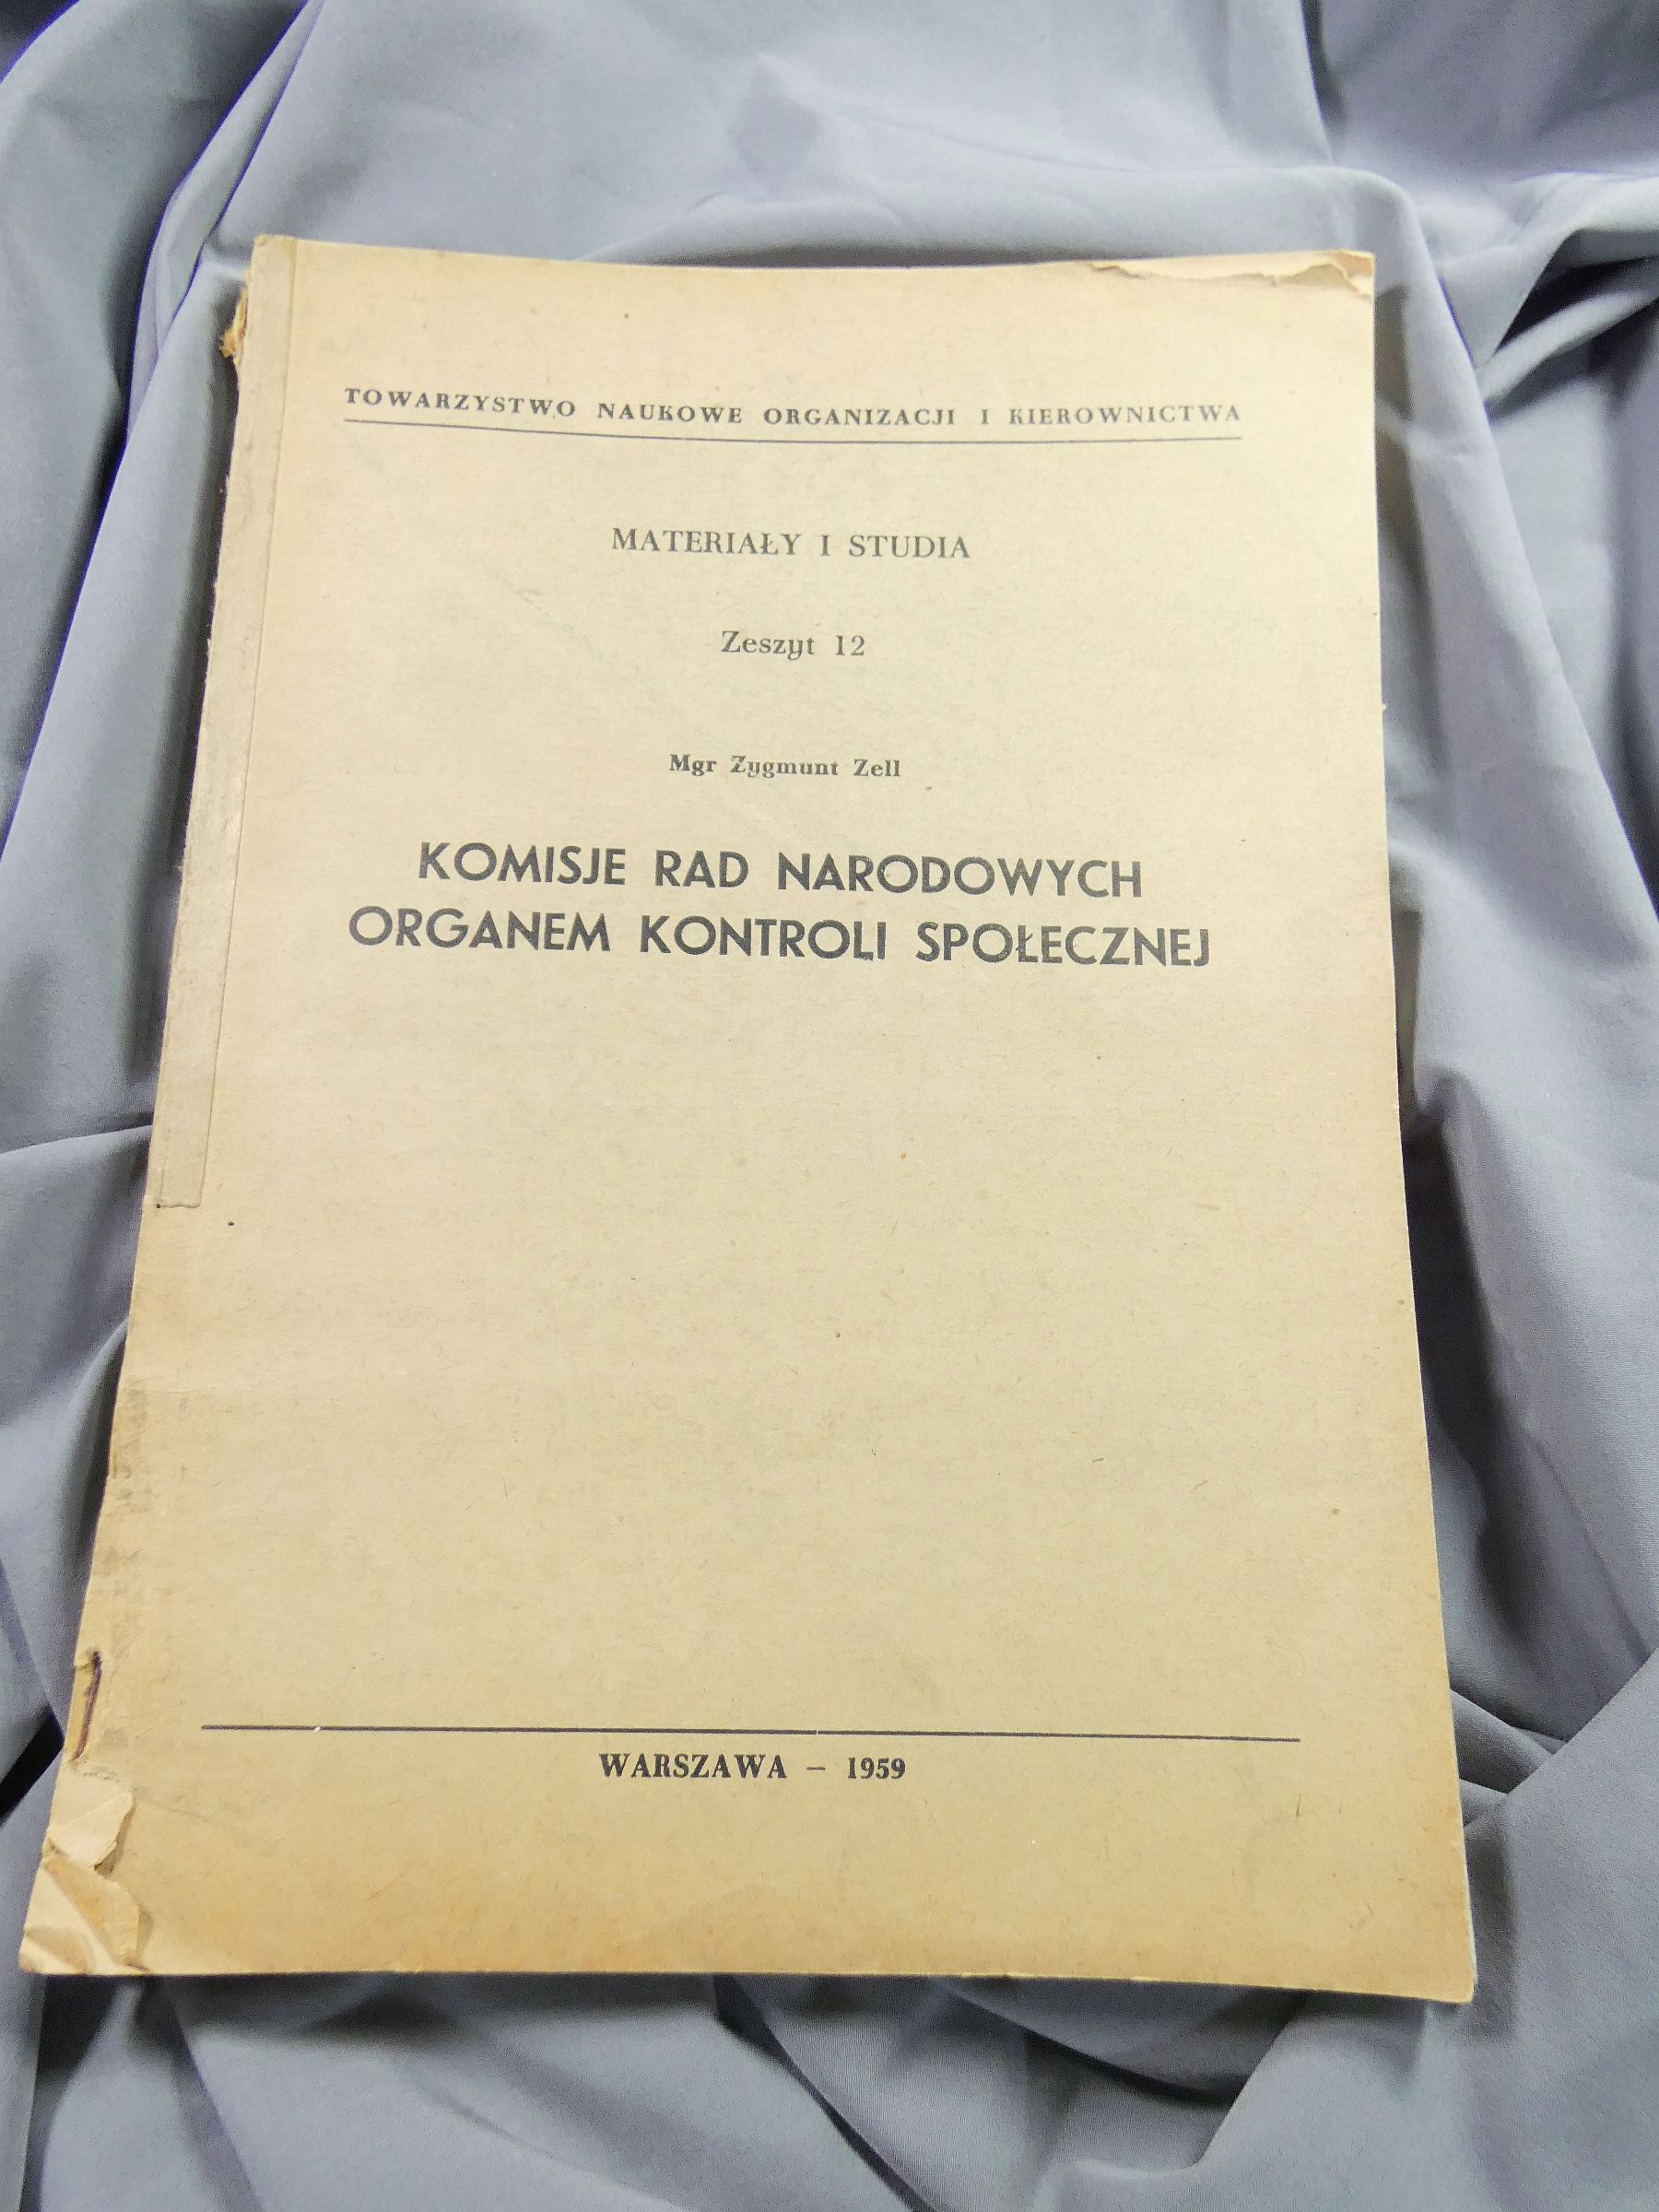 TOWARZYSTWO NAUKOWE ORGANIZACJI I KIEROWNICTWA
MATERIAŁY I STUDIA
Zeszyt 12
Mgr Zygmunt Zell
KOMISJE RAD NARODOWYCH
ORGANEM KONTROLI SPOŁECZNEJ
WARSZAWA – 1959